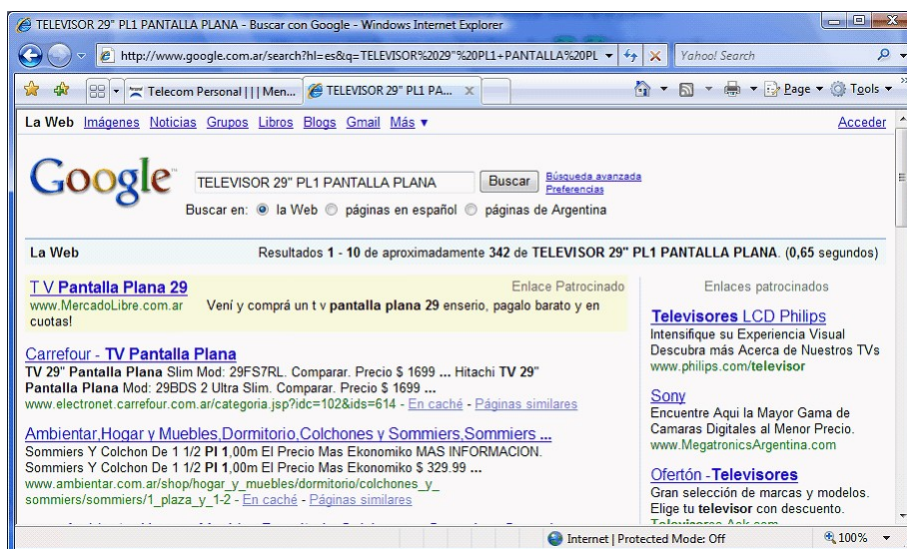 TELEVISOR 29" PL1 PANTALLA PLANA - Buscar con Google - Windows Internet Explorer
http://www.google.com.ar/search?hl=es&q=TELEVISOR%2029"%20PL1+PANTALLA%20PL
Yahoo! Search
Telecom Personal ||| Men...
TELEVISOR 29" PL1 PA...
Page
Tools
La Web Imágenes Noticias Grupos Libros Blogs Gmail Más
Acceder
Google
TELEVISOR 29" PL1 PANTALLA PLANA
Buscar
Búsqueda avanzada
Preferencias
Buscar en: la Web páginas en español páginas de Argentina
La Web
Resultados 1 - 10 de aproximadamente 342 de TELEVISOR 29" PL1 PANTALLA PLANA. (0,65 segundos)
T V Pantalla Plana 29
Enlace Patrocinado
www.MercadoLibre.com.ar Vení y comprá un t v pantalla plana 29 enserio, pagalo barato y en
cuotas!
Carrefour - TV Pantalla Plana
TV 29" Pantalla Plana Slim Mod: 29FS7RL. Comparar. Precio $ 1699 ... Hitachi TV 29"
Pantalla Plana Mod: 29BDS 2 Ultra Slim. Comparar. Precio $ 1699 ...
www.electronet.carrefour.com.ar/categoria.jsp?idc=102&ids=614 - En caché - Páginas similares
Ambientar,Hogar y Muebles,Dormitorio,Colchones y Sommiers,Sommiers ...
Sommiers Y Colchon De 1 1/2 Pl 1,00m El Precio Mas Ekonomiko MAS INFORMACION.
Sommiers Y Colchon De 1 1/2 Pl 1,00m El Precio Mas Ekonomiko $ 329.99 ...
www.ambientar.com.ar/shop/hogar_y_muebles/dormitorio/colchones_y_
sommiers/sommiers/1_plaza_y_1-2 - En caché - Páginas similares
Enlaces patrocinados
Televisores LCD Philips
Intensifique su Experiencia Visual
Descubra más Acerca de Nuestros TVs
www.philips.com/televisor
Sony
Encuentre Aqui la Mayor Gama de
Camaras Digitales al Menor Precio.
www.MegatronicsArgentina.com
Ofertón - Televisores
Gran selección de marcas y modelos.
Elige tu televisor con descuento.
Televisores.Ask.com
Internet | Protected Mode: Off
100%